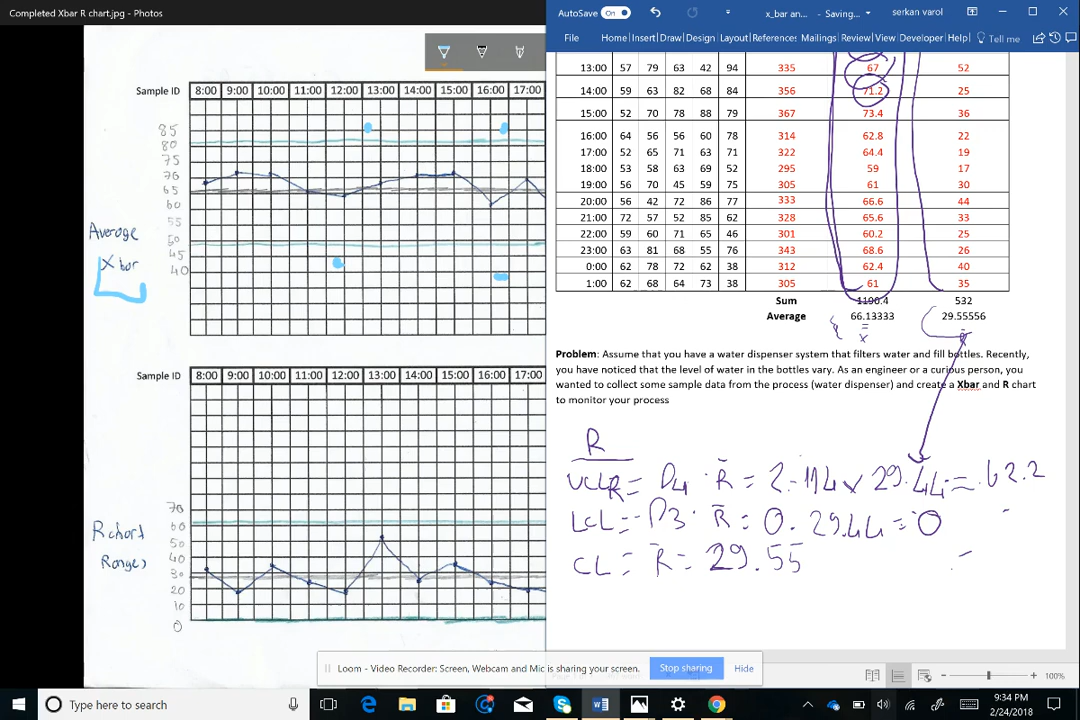 Completed Xbar R chart.jpg - Photos
AutoSave On x_bar an... - Saving... serkan varol
File Home Insert Draw Design Layout References Mailings Review View Developer Help Tell me
Sample ID 8:00 9:00 10:00 11:00 12:00 13:00 14:00 15:00 16:00 17:00
85
80
75
70
65
60
55
50
45
40
Average
Xbar
Sample ID 8:00 9:00 10:00 11:00 12:00 13:00 14:00 15:00 16:00 17:00
70
60
50
40
30
20
10
0
R chart
Ranges
13:00 57 79 63 42 94 335 67 52
14:00 59 63 82 68 84 356 71.2 25
15:00 52 70 78 88 79 367 73.4 36
16:00 64 56 56 60 78 314 62.8 22
17:00 52 65 71 63 71 322 64.4 19
18:00 53 58 63 69 52 295 59 17
19:00 56 70 45 59 75 305 61 30
20:00 56 42 72 86 77 333 66.6 44
21:00 72 57 52 85 62 328 65.6 33
22:00 59 60 71 65 46 301 60.2 25
23:00 63 81 68 55 76 343 68.6 26
0:00 62 78 72 62 38 312 62.4 40
1:00 62 68 64 73 38 305 61 35
Sum 1190.4 532
Average 66.13333 29.55556
Problem: Assume that you have a water dispenser system that filters water and fill bottles. Recently,
you have noticed that the level of water in the bottles vary. As an engineer or a curious person, you
wanted to collect some sample data from the process (water dispenser) and create a Xbar and R chart
to monitor your process
R
UCLR = D4 · R̄ = 2.114 x 29.44 = 62.2
LCL = D3 · R̄ = 0. 29.44 = 0
CL = R̄ = 29.55
Loom - Video Recorder: Screen, Webcam and Mic is sharing your screen. Stop sharing Hide
100%
Type here to search
9:34 PM
2/24/2018